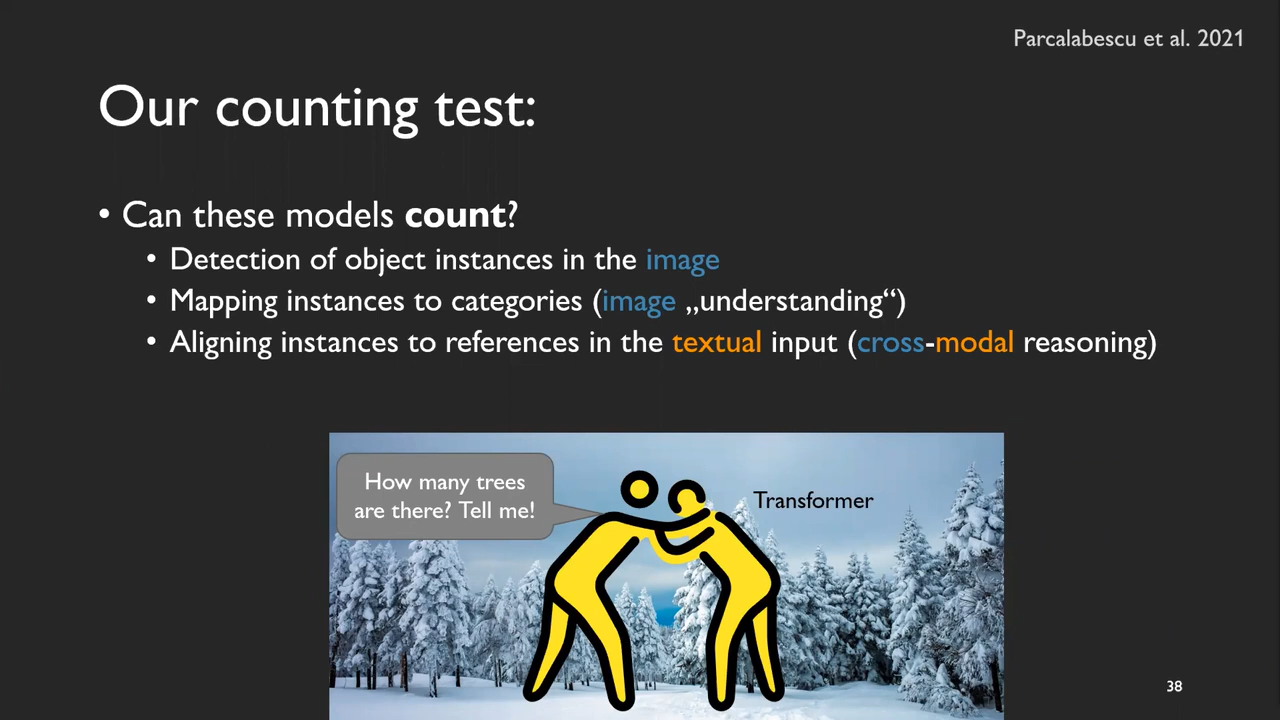 Parcalabescu et al. 2021
Our counting test:
• Can these models count?
• Detection of object instances in the image
• Mapping instances to categories (image „understanding“)
• Aligning instances to references in the textual input (cross-modal reasoning)
How many trees
are there? Tell me!
Transformer
38